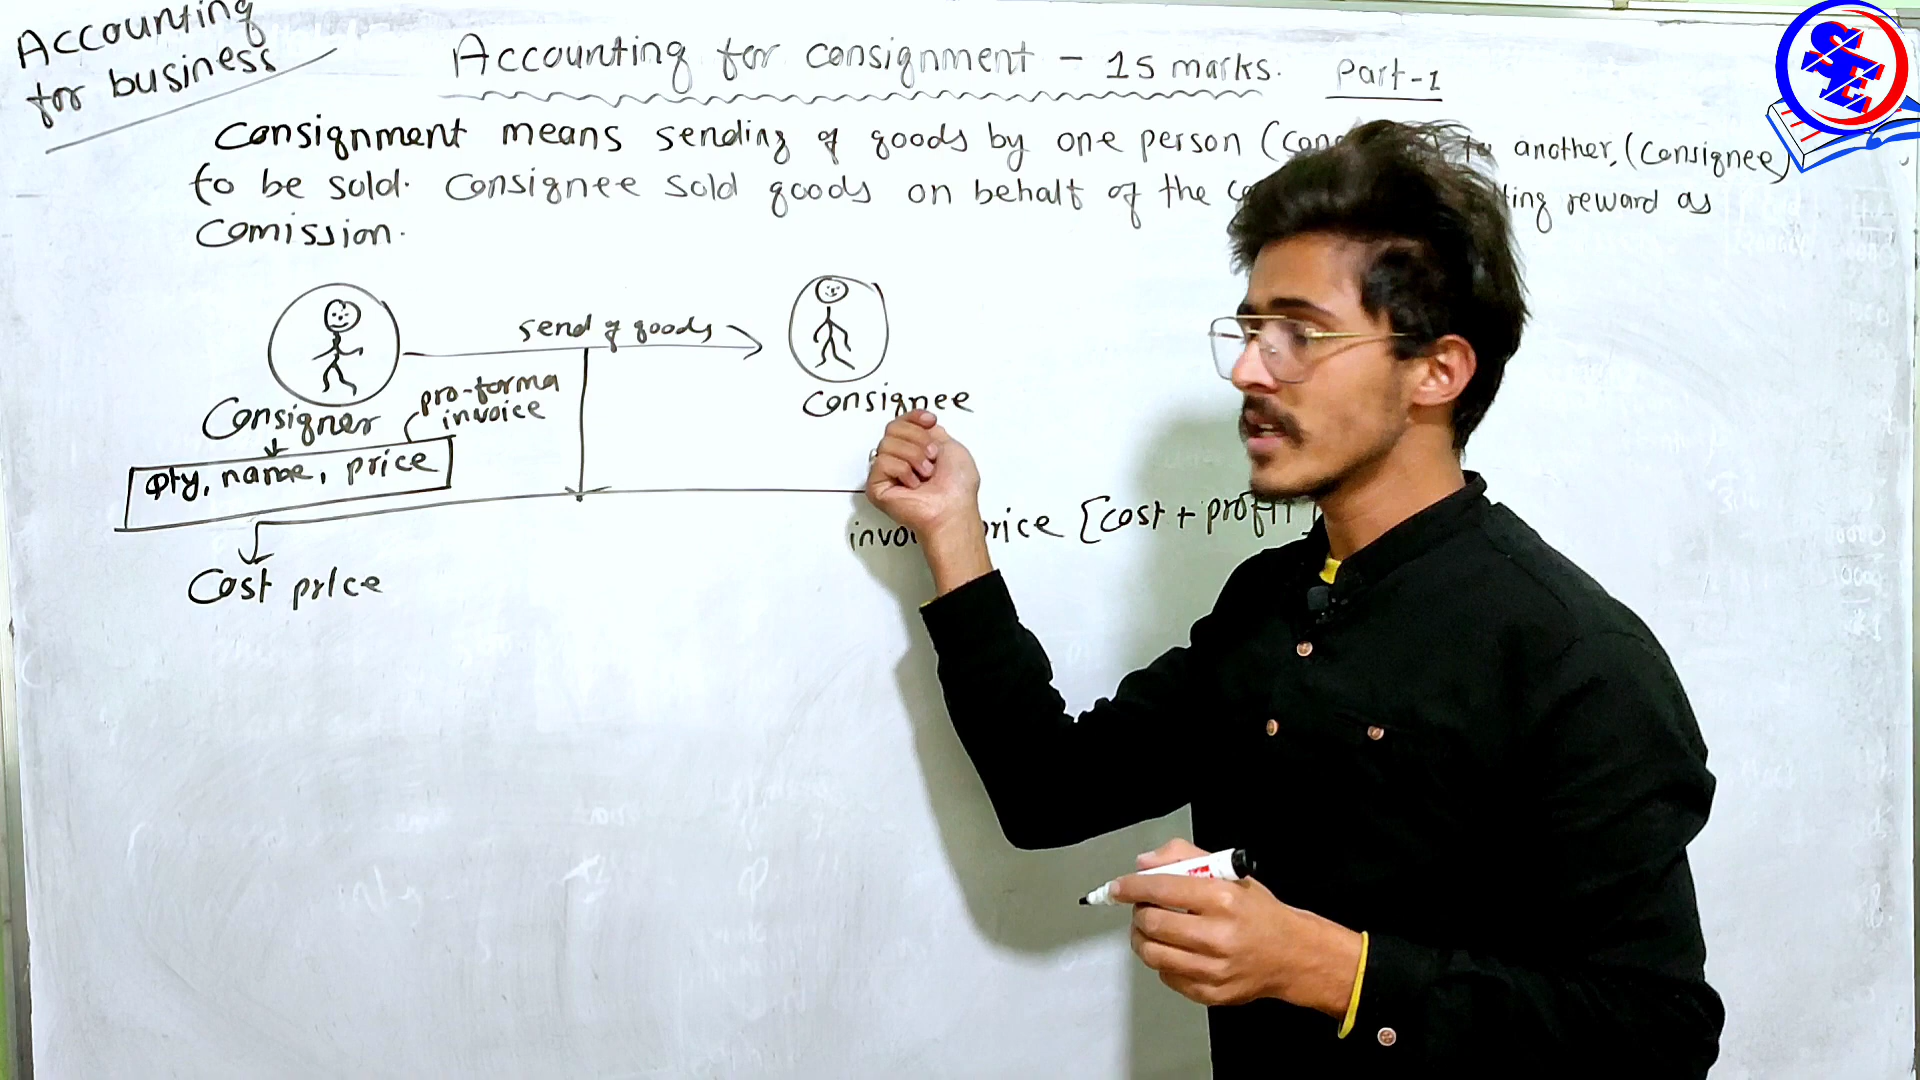 Accounting
for business
Accounting for consignment - 15 marks. Part-1
Consignment means sending of goods by one person ( to another, (Consignee)
to be sold. Consignee sold goods on behalf of the reward as
Comission.
send of goods
Consigner
Consignee
pro-forma
invoice
Qty, name, price
price [cost + profit]
Cost price
SE